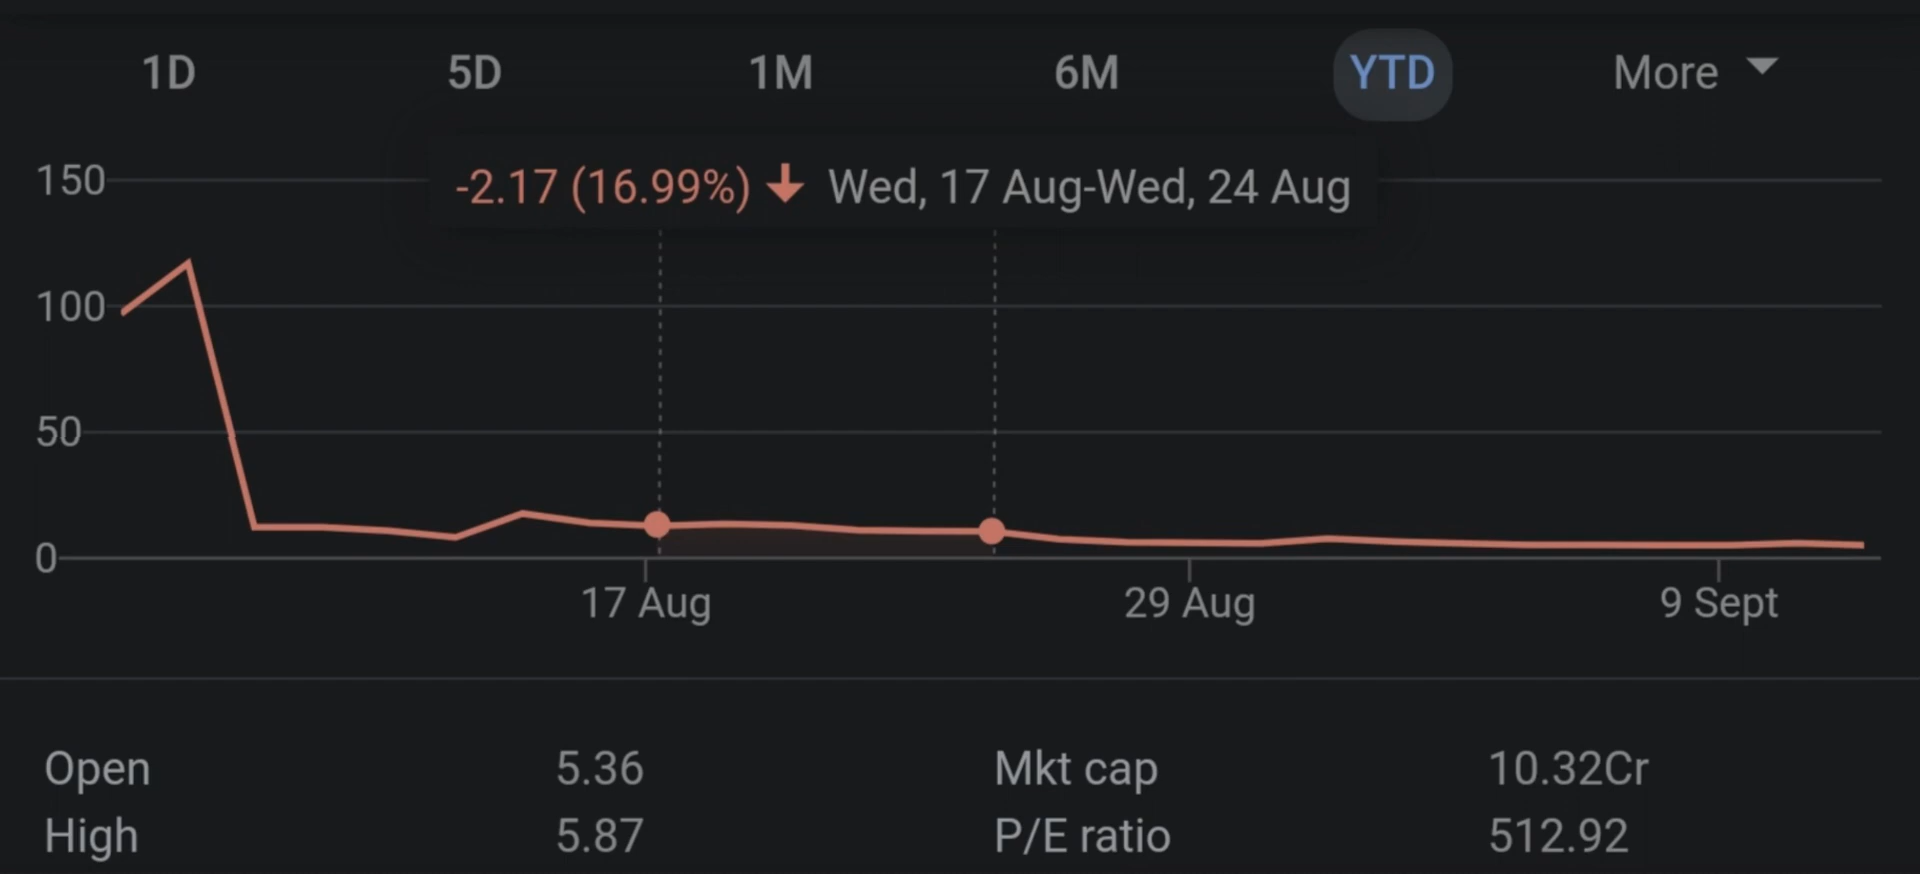 1D 5D 1M 6M YTD More
-2.17 (16.99%) Wed, 17 Aug-Wed, 24 Aug
150
100
50
0
17 Aug 29 Aug 9 Sept
Open 5.36 Mkt cap 10.32Cr
High 5.87 P/E ratio 512.92